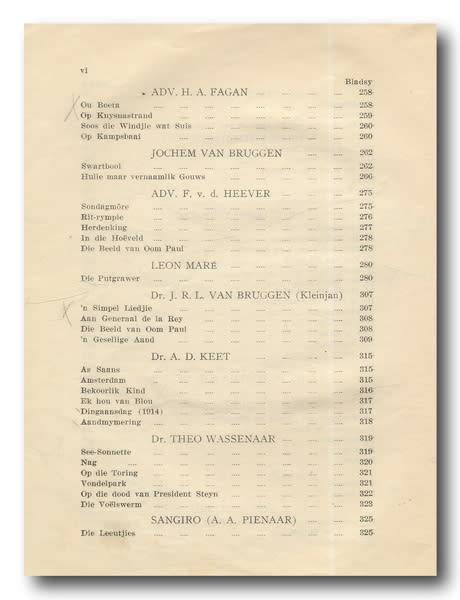 vi
Bladsy
ADV. H. A. FAGAN .... .... .... .... 258
Ou Boeta .... .... .... .... .... .... .... 258
Op Knysnastrand .... .... .... .... .... .... 259
Soos die Windjie wat Suis .... .... .... .... .... 260
Op Kampsbaai .... .... .... .... .... .... 260
JOCHEM VAN BRUGGEN .... .... 262
Swartbooi .... .... .... .... .... .... .... 262
Hulle maar vernaamlik Gouws .... .... .... .... 266
ADV. F. v. d. HEEVER .... .... .... 275
Sondagmôre .... .... .... .... .... .... .... 275
Rit-rympie .... .... .... .... .... .... .... 276
Herdenking .... .... .... .... .... .... .... 277
In die Hoëveld .... .... .... .... .... .... .... 278
Die Beeld van Oom Paul .... .... .... .... .... 278
LEON MARÉ .... .... .... .... .... 280
Die Putgrawer .... .... .... .... .... .... .... 280
Dr. J. R. L. VAN BRUGGEN (Kleinjan) 307
'n Simpel Liedjie .... .... .... .... .... .... 307
Aan Generaal de la Rey .... .... .... .... .... 308
Die Beeld van Oom Paul .... .... .... .... .... 308
'n Gesellige Aand .... .... .... .... .... .... 309
Dr. A. D. KEET .... .... .... .... 315
As Saans .... .... .... .... .... .... .... 315
Amsterdam .... .... .... .... .... .... .... 315
Bekoorlik Kind .... .... .... .... .... .... 316
Ek hou van Blou .... .... .... .... .... .... 317
Dingaansdag (1914) .... .... .... .... .... .... 317
Aandmymering .... .... .... .... .... .... 318
Dr. THEO WASSENAAR .... .... .... 319
See-Sonnette .... .... .... .... .... .... .... 319
Nag .... .... .... .... .... .... .... .... 320
Op die Toring .... .... .... .... .... .... .... 321
Vondelpark .... .... .... .... .... .... .... 321
Op die dood van President Steyn .... .... .... .... 322
Die Voëlswerm .... .... .... .... .... .... 323
SANGIRO (A. A. PIENAAR) .... .... 325
Die Leeutjies .... .... .... .... .... .... .... 325